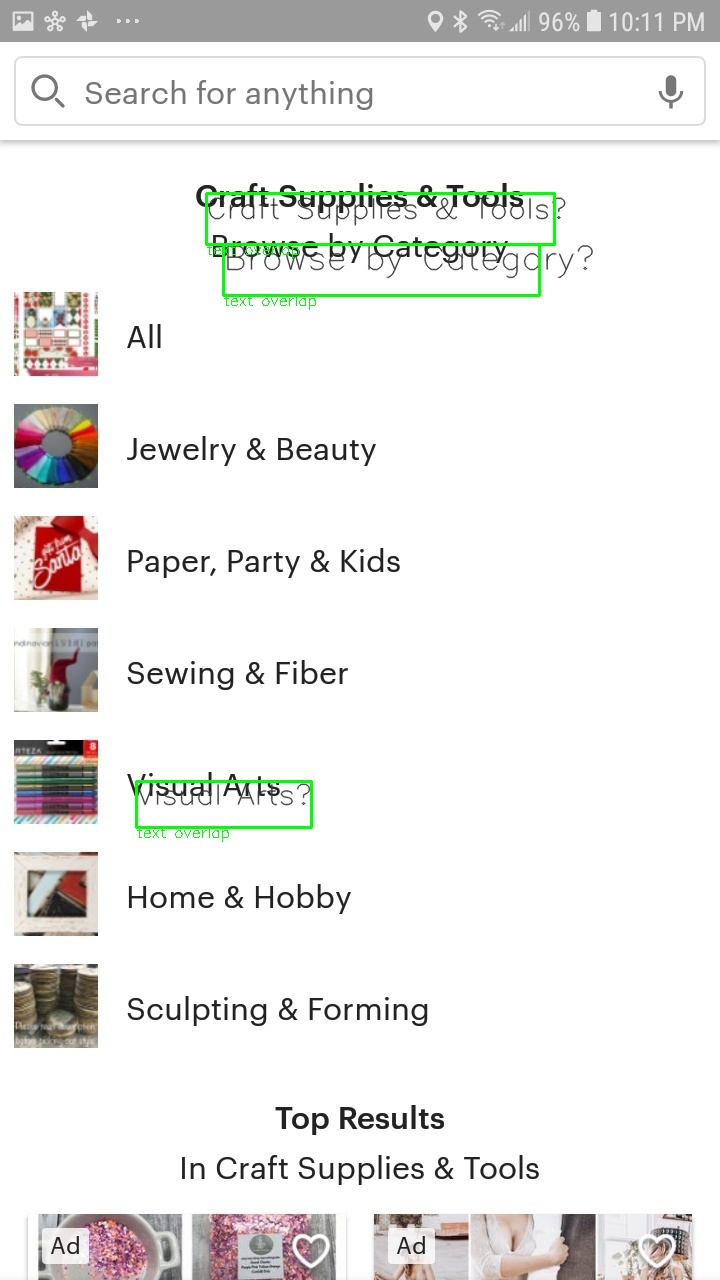 96% 10:11 PM
Search for anything
Craft Supplies & Tools
Craft Supplies & Tools?
text overlap
Browse by Category
Browse by Category?
text overlap
All
Jewelry & Beauty
Paper, Party & Kids
Santa
Sewing & Fiber
8
Visual Arts
Visual Arts?
text overlap
Home & Hobby
Sculpting & Forming
Top Results
In Craft Supplies & Tools
Ad
Ad